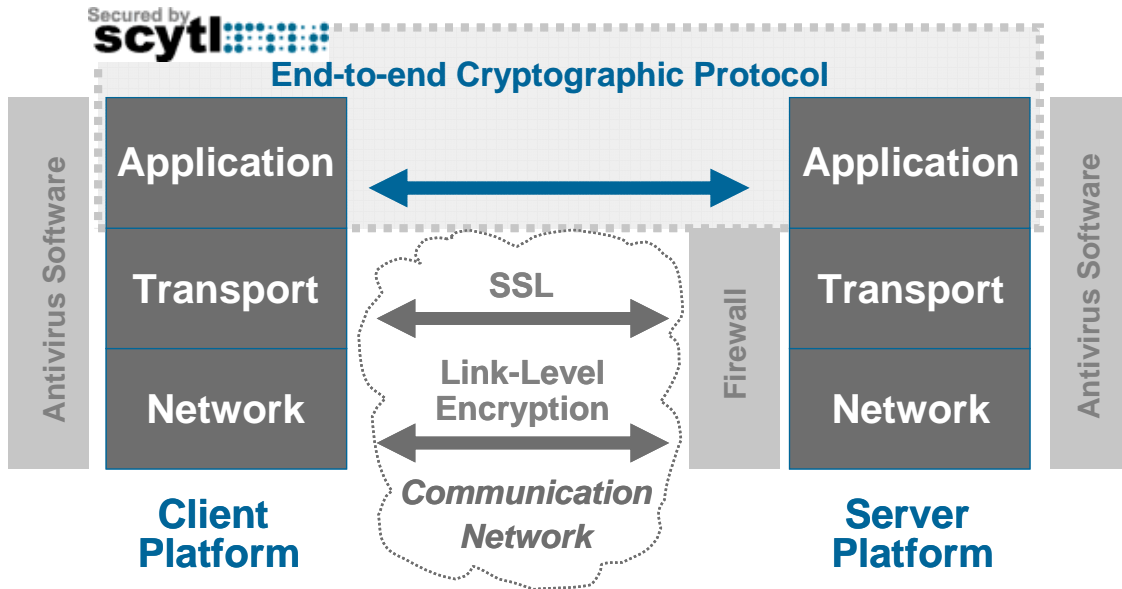 Secured by
scytl
End-to-end Cryptographic Protocol
Antivirus Software
Application
Transport
Network
Client
Platform
SSL
Link-Level
Encryption
Communication
Network
Firewall
Application
Transport
Network
Server
Platform
Antivirus Software